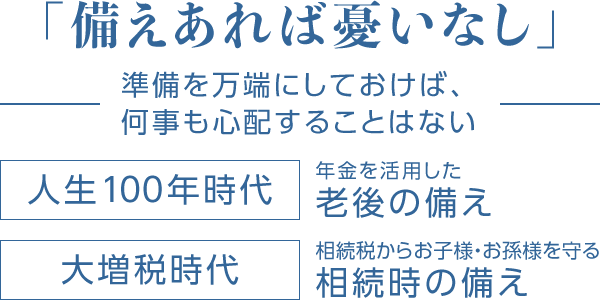 「備えあれば憂いなし」
準備を万端にしておけば、
何事も心配することはない
人生100年時代
年金を活用した
老後の備え
大増税時代
相続税からお子様・お孫様を守る
相続時の備え